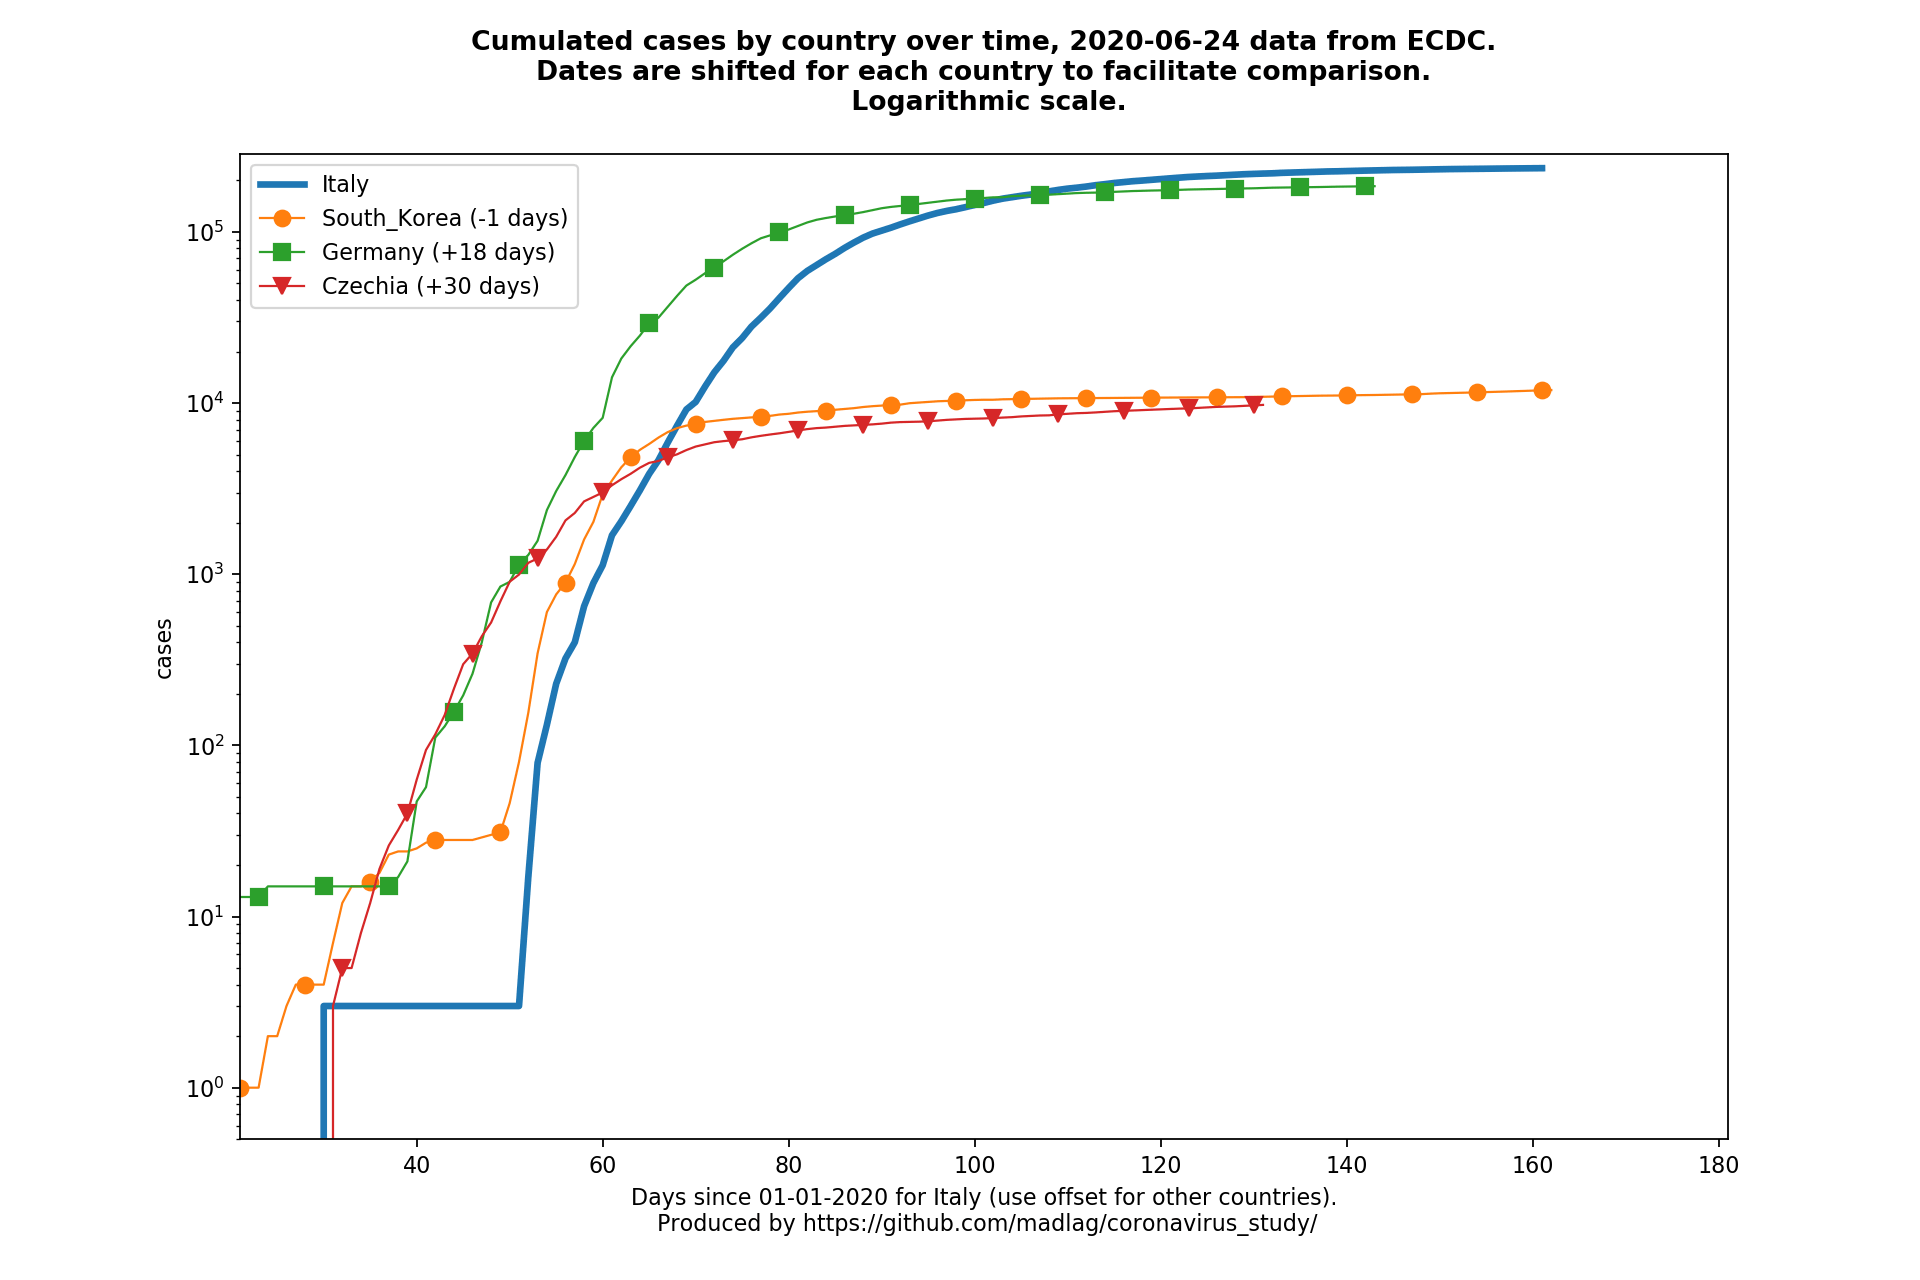 Cumulated cases by country over time, 2020-06-24 data from ECDC.
Dates are shifted for each country to facilitate comparison.
Logarithmic scale.
Italy
South_Korea (-1 days)
Germany (+18 days)
Czechia (+30 days)
10^5
10^4
10^3
10^2
10^1
10^0
cases
40 60 80 100 120 140 160 180
Days since 01-01-2020 for Italy (use offset for other countries).
Produced by https://github.com/madlag/coronavirus_study/